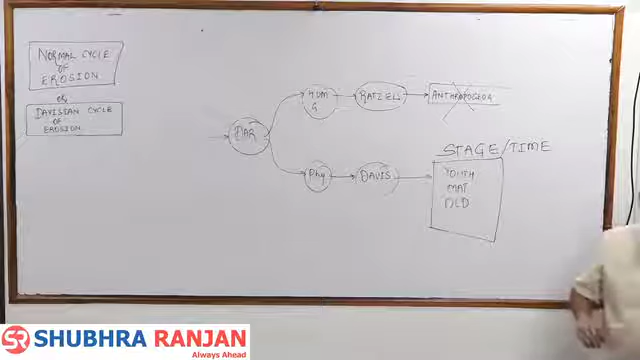 NORMAL CYCLE
OF
EROSION
OR
DAVISIAN CYCLE
OF
EROSION
DAR
HUM
G
RATZEL
ANTHROPOGEOG
Phy
DAVIS
STAGE/TIME
YOUTH
MAT
OLD
SR SHUBHRA RANJAN
Always Ahead